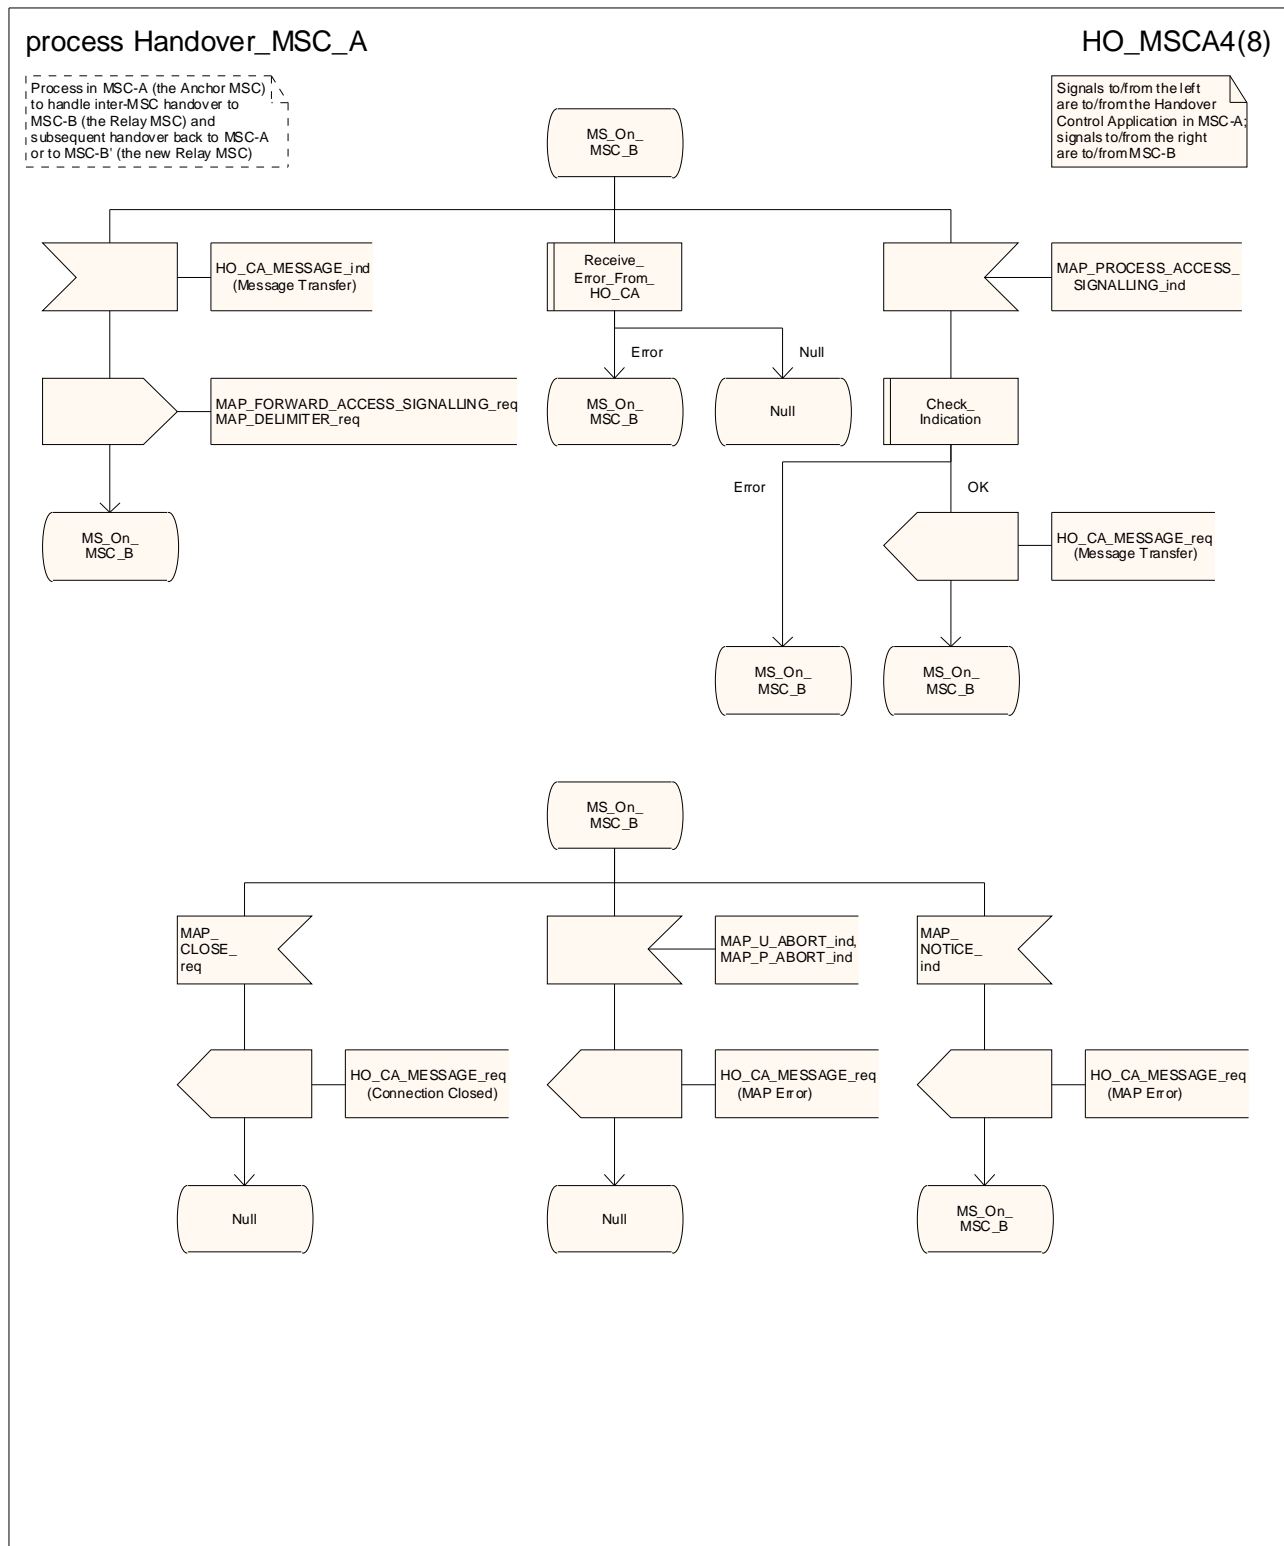 process Handover_MSC_A
HO_MSCA4(8)
Process in MSC-A (the Anchor MSC)
to handle inter-MSC handover to
MSC-B (the Relay MSC) and
subsequent handover back to MSC-A
or to MSC-B' (the new Relay MSC)
Signals to/from the left
are to/from the Handover
Control Application in MSC-A;
signals to/from the right
are to/from MSC-B
MS_On_
MSC_B
HO_CA_MESSAGE_ind
(Message Transfer)
Receive_
Error_From_
HO_CA
MAP_PROCESS_ACCESS_
SIGNALLING_ind
Error
Null
MAP_FORWARD_ACCESS_SIGNALLING_req
MAP_DELIMITER_req
MS_On_
MSC_B
Null
Check_
Indication
Error
OK
MS_On_
MSC_B
HO_CA_MESSAGE_req
(Message Transfer)
MS_On_
MSC_B
MS_On_
MSC_B
MS_On_
MSC_B
MAP_
CLOSE_
req
MAP_U_ABORT_ind,
MAP_P_ABORT_ind
MAP_
NOTICE_
ind
HO_CA_MESSAGE_req
(Connection Closed)
HO_CA_MESSAGE_req
(MAP Error)
HO_CA_MESSAGE_req
(MAP Error)
Null
Null
MS_On_
MSC_B